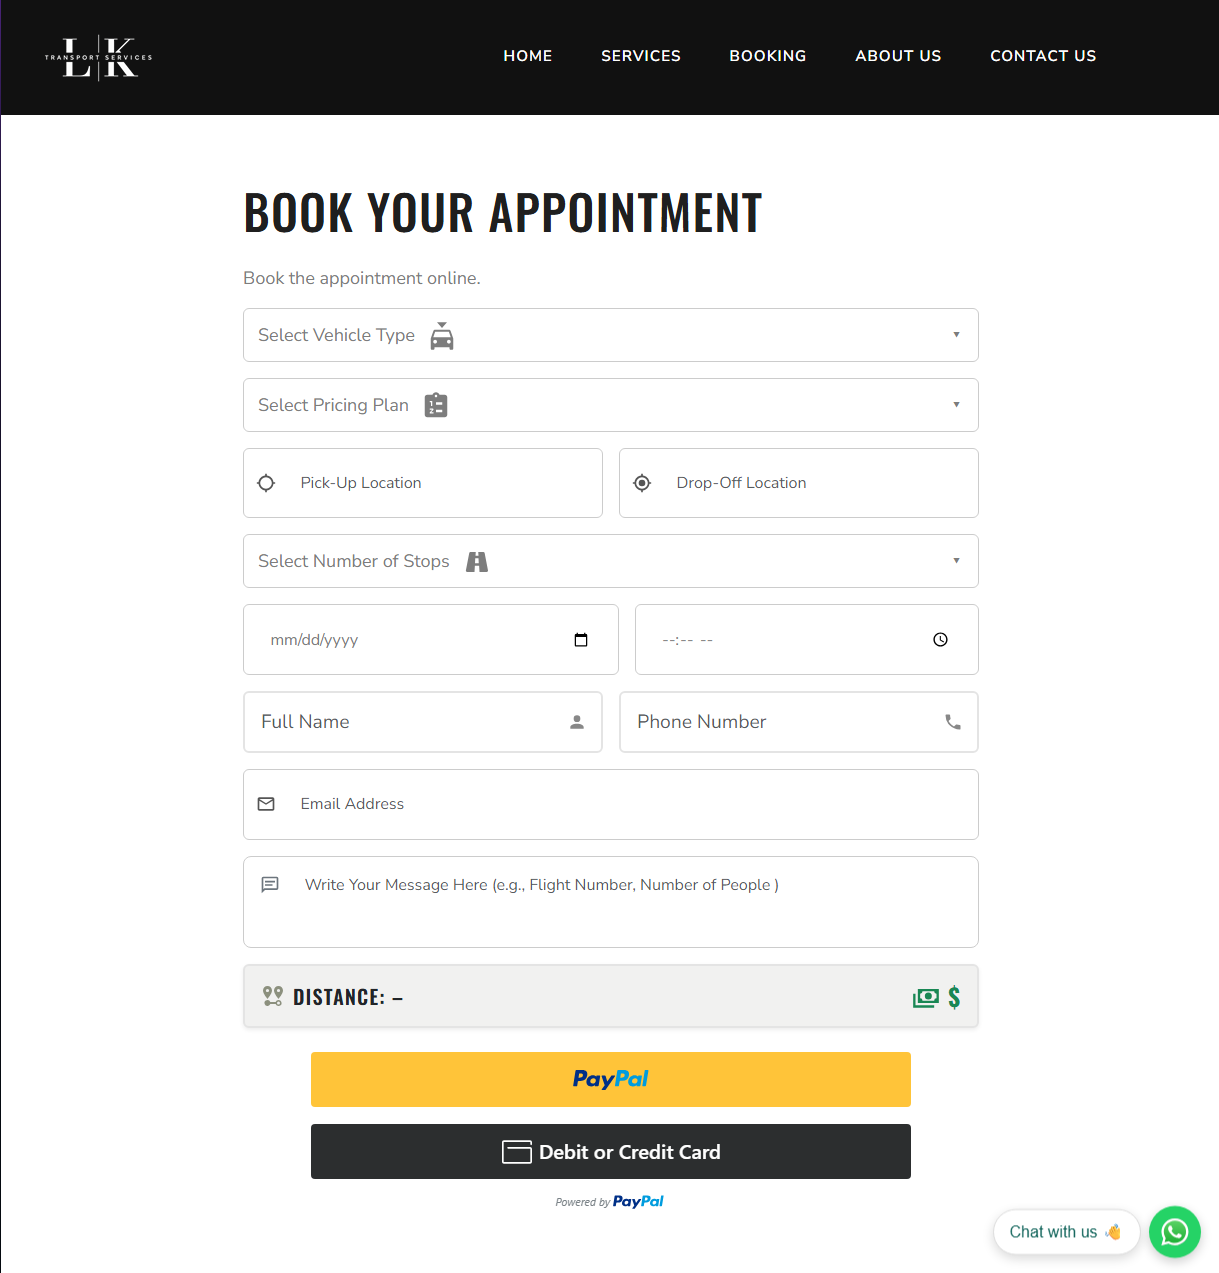 L K
TRANSPORT SERVICES
HOME SERVICES BOOKING ABOUT US CONTACT US
BOOK YOUR APPOINTMENT
Book the appointment online.
Select Vehicle Type
Select Pricing Plan
Pick-Up Location Drop-Off Location
Select Number of Stops
mm/dd/yyyy --:-- --
Full Name Phone Number
Email Address
Write Your Message Here (e.g., Flight Number, Number of People )
DISTANCE: – $
PayPal
Debit or Credit Card
Powered by PayPal
Chat with us 👋